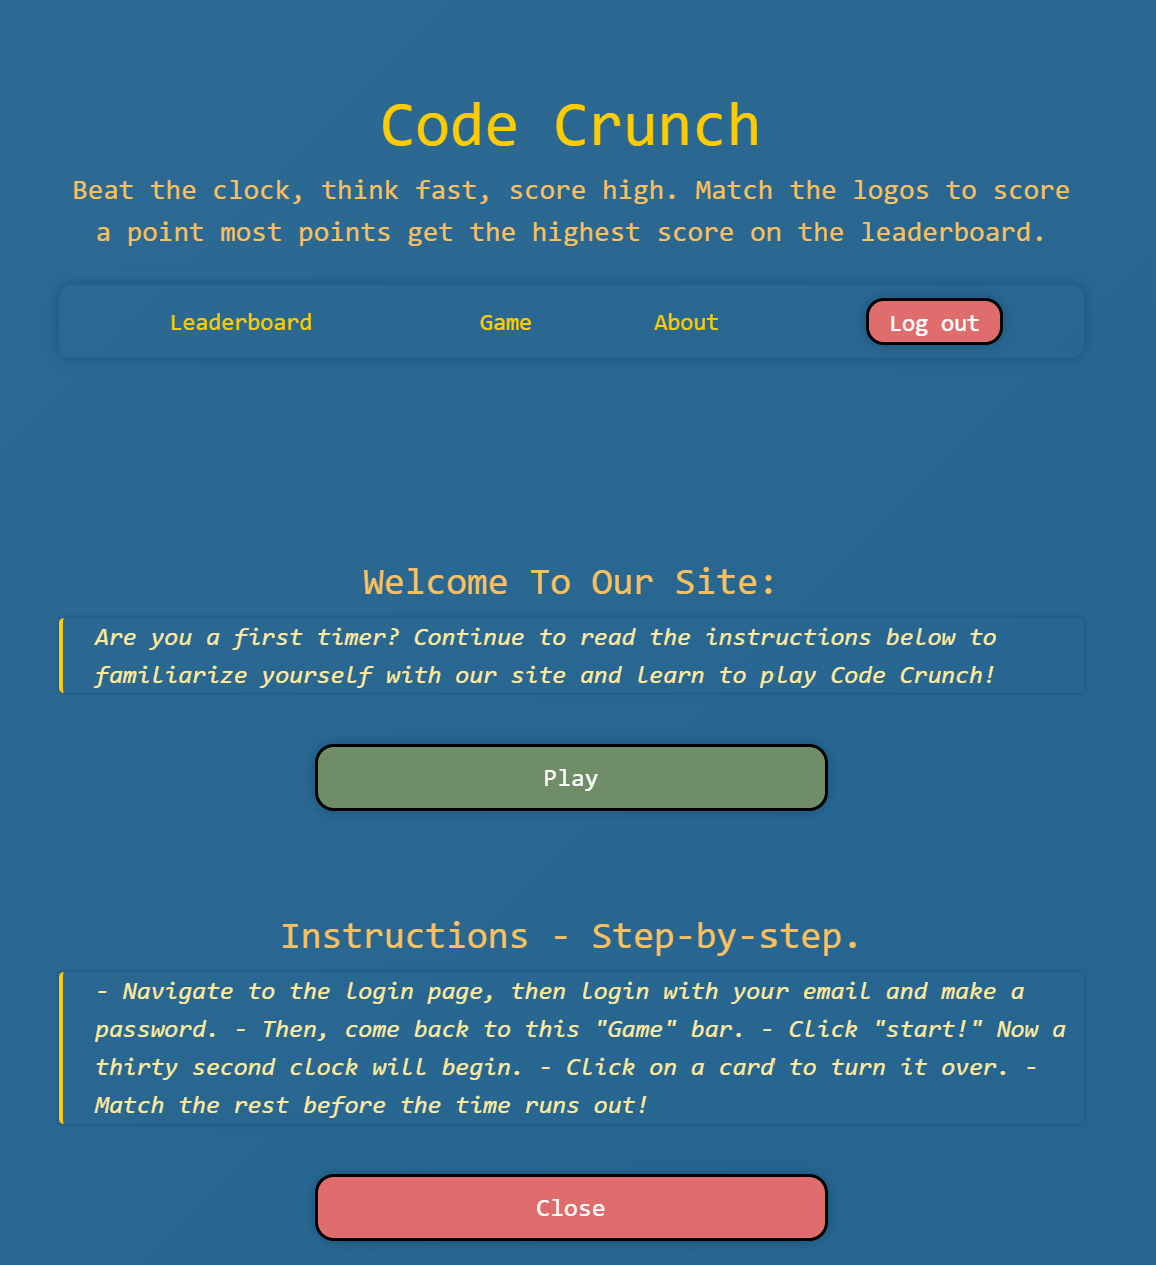 Code Crunch
Beat the clock, think fast, score high. Match the logos to score
a point most points get the highest score on the leaderboard.
Leaderboard Game About Log out
Welcome To Our Site:
Are you a first timer? Continue to read the instructions below to
familiarize yourself with our site and learn to play Code Crunch!
Play
Instructions - Step-by-step.
- Navigate to the login page, then login with your email and make a
password. - Then, come back to this "Game" bar. - Click "start!" Now a
thirty second clock will begin. - Click on a card to turn it over. -
Match the rest before the time runs out!
Close